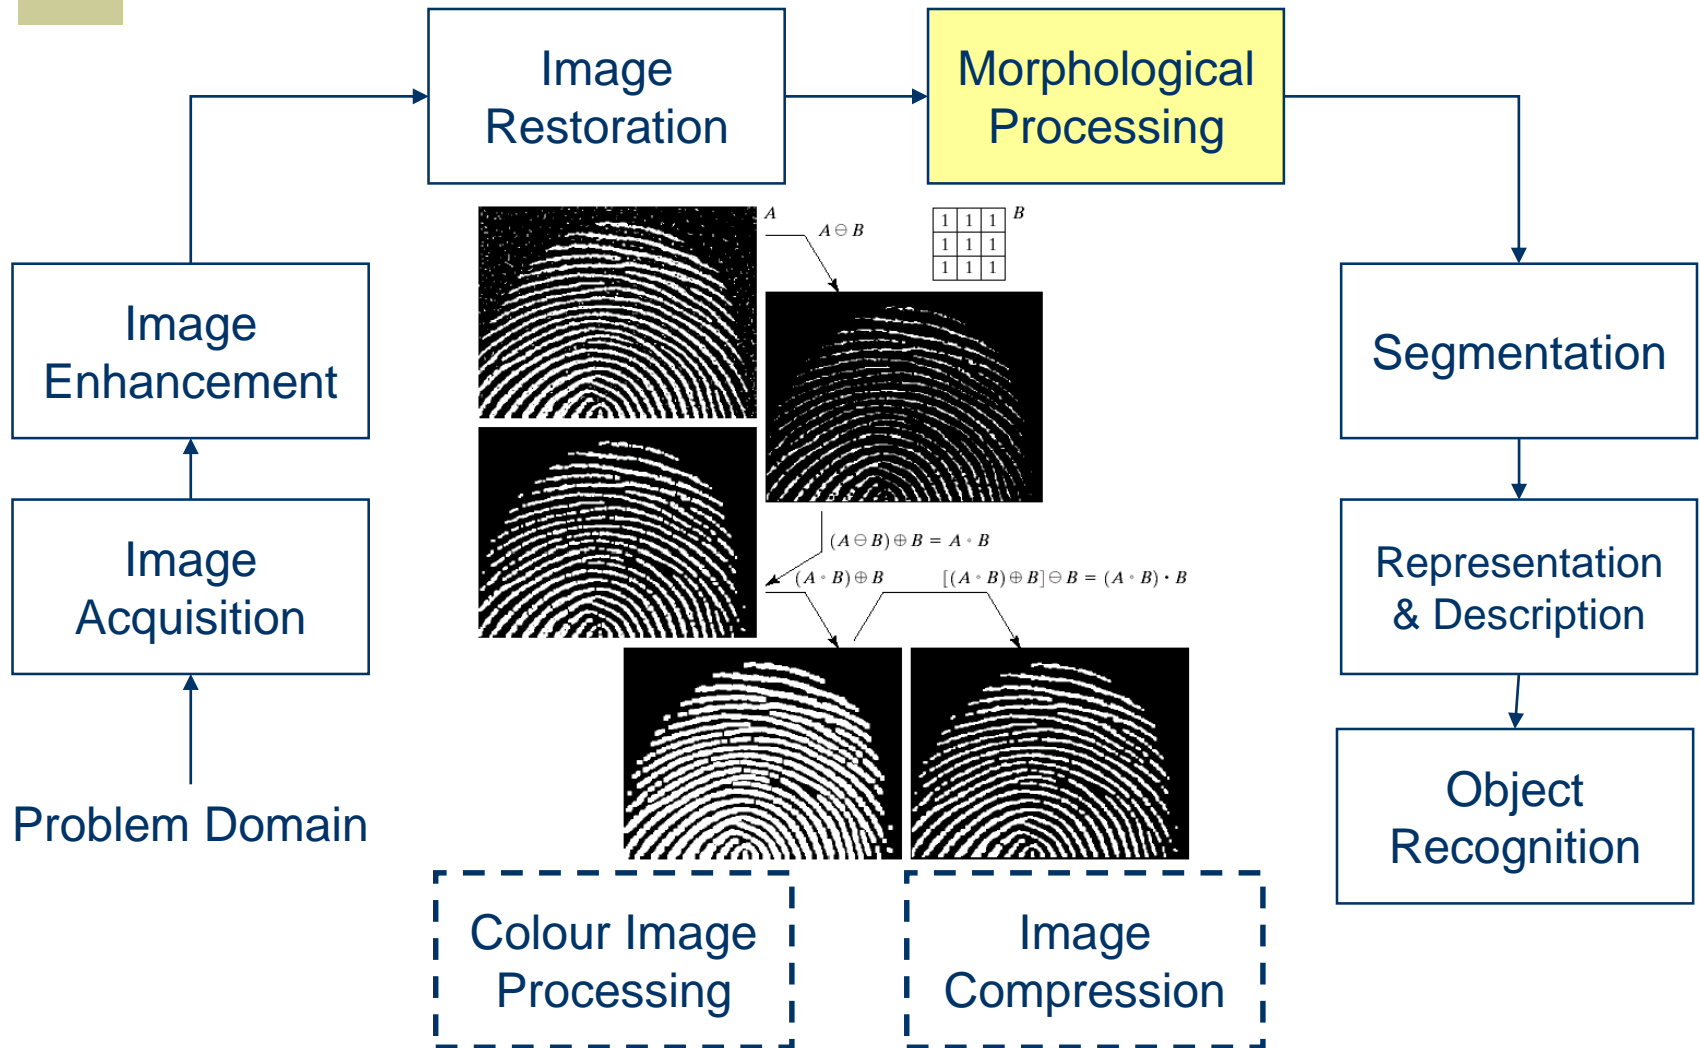 Image
Restoration
Morphological
Processing
A
A ⊖ B
1 1 1
1 1 1
1 1 1
B
Image
Enhancement
Segmentation
Image
Acquisition
(A ⊖ B) ⊕ B = A ∘ B
(A ∘ B) ⊕ B
[(A ∘ B) ⊕ B] ⊖ B = (A ∘ B) • B
Representation
& Description
Problem Domain
Object
Recognition
Colour Image
Processing
Image
Compression